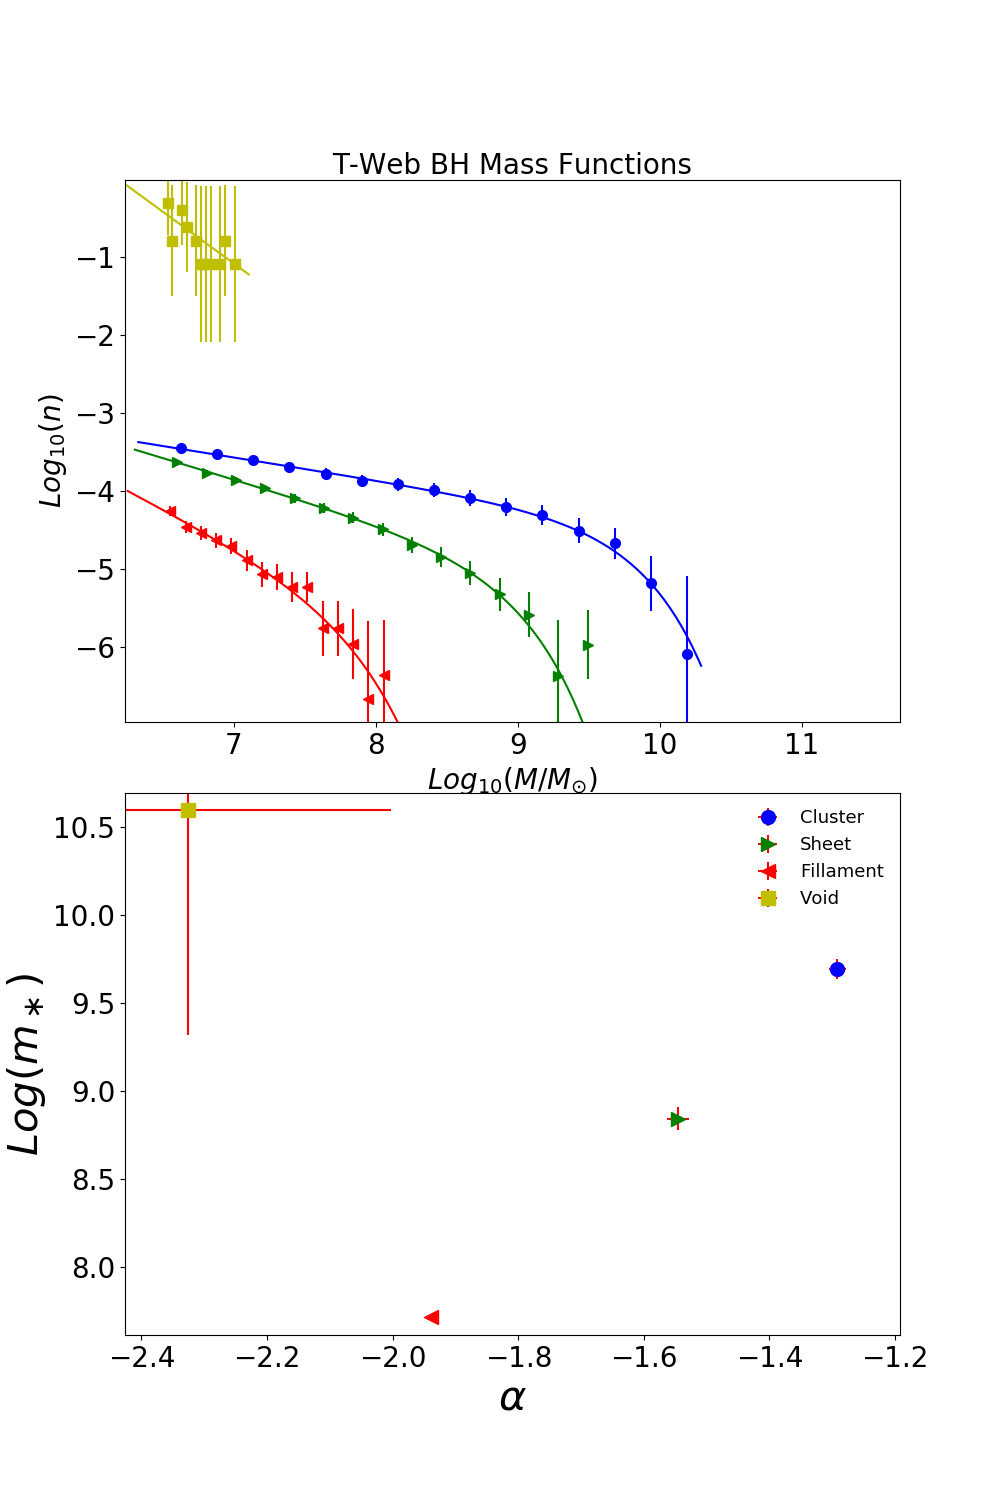 T-Web BH Mass Functions
Log₁₀(n)
−1
−2
−3
−4
−5
−6
7 8 9 10 11
Log₁₀(M/M⊙)
Log(m∗)
10.5
10.0
9.5
9.0
8.5
8.0
Cluster
Sheet
Fillament
Void
−2.4 −2.2 −2.0 −1.8 −1.6 −1.4 −1.2
α